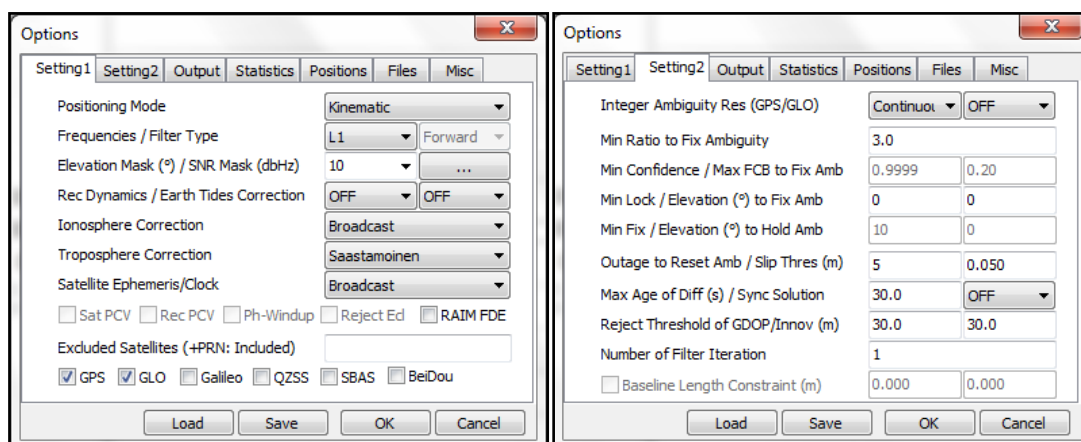 Options
Setting1 Setting2 Output Statistics Positions Files Misc
Positioning Mode Kinematic
Frequencies / Filter Type L1 Forward
Elevation Mask (°) / SNR Mask (dbHz) 10 ...
Rec Dynamics / Earth Tides Correction OFF OFF
Ionosphere Correction Broadcast
Troposphere Correction Saastamoinen
Satellite Ephemeris/Clock Broadcast
Sat PCV Rec PCV Ph-Windup Reject Ed RAIM FDE
Excluded Satellites (+PRN: Included)
GPS GLO Galileo QZSS SBAS BeiDou
Load Save OK Cancel
Options
Setting1 Setting2 Output Statistics Positions Files Misc
Integer Ambiguity Res (GPS/GLO) Continuou OFF
Min Ratio to Fix Ambiguity 3.0
Min Confidence / Max FCB to Fix Amb 0.9999 0.20
Min Lock / Elevation (°) to Fix Amb 0 0
Min Fix / Elevation (°) to Hold Amb 10 0
Outage to Reset Amb / Slip Thres (m) 5 0.050
Max Age of Diff (s) / Sync Solution 30.0 OFF
Reject Threshold of GDOP/Innov (m) 30.0 30.0
Number of Filter Iteration 1
Baseline Length Constraint (m) 0.000 0.000
Load Save OK Cancel